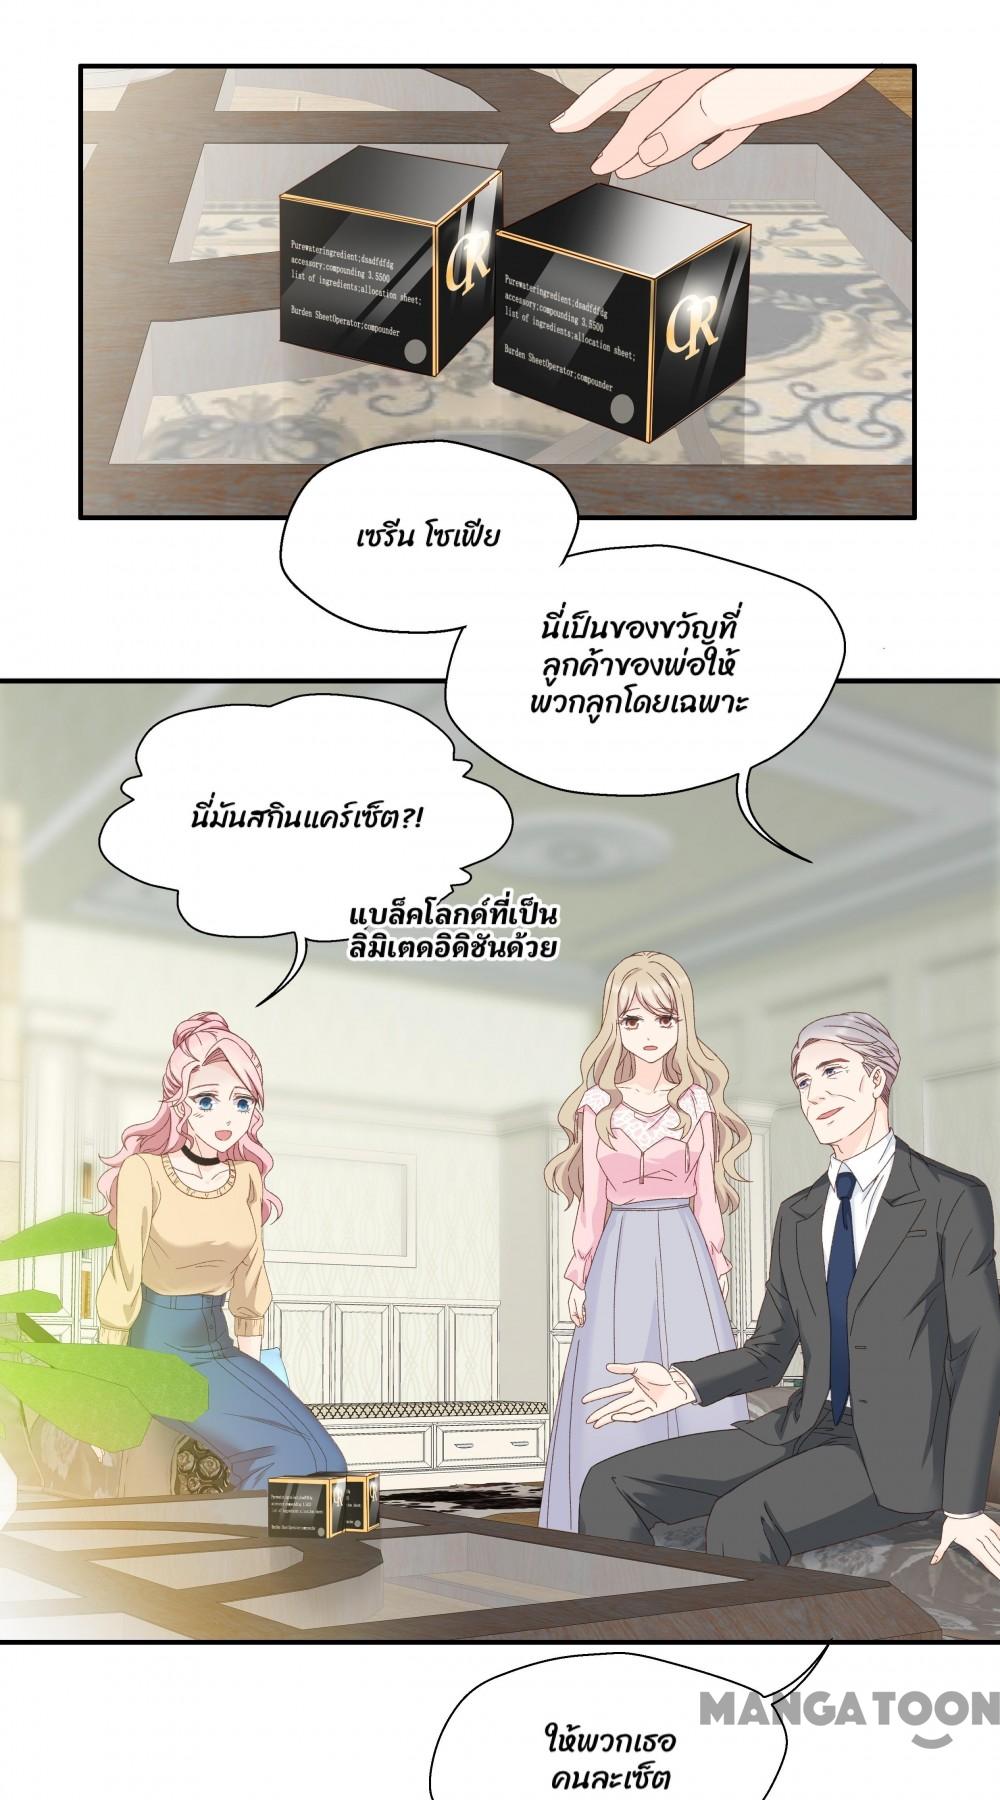 Purewateringredient;dsadfdfdg
accessory;compounding 3.5500
list of ingredients;allocation sheet;
Burden SheetOperator;compounder
CR
Purewateringredient;dsadfdfdg
accessory;compounding 3.5500
list of ingredients;allocation sheet;
Burden SheetOperator;compounder
CR
เซรีน โซเฟีย
นี่เป็นของขวัญที่
ลูกค้าของพ่อให้
พวกลูกโดยเฉพาะ
นี่มันสกินแคร์เซ็ต?!
แบล็คโลกด์ที่เป็น
ลิมิเตดอิดิชันด้วย
CR
MANGATOON
ให้พวกเธอ
คนละเซ็ต